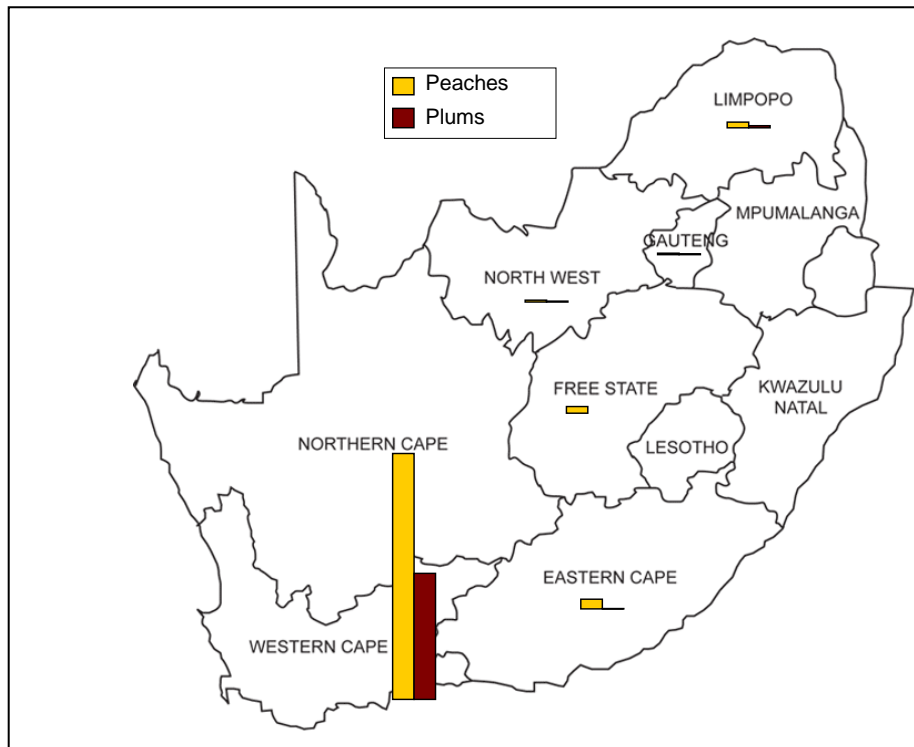 Peaches
Plums
LIMPOPO
MPUMALANGA
GAUTENG
NORTH WEST
FREE STATE
KWAZULU
NATAL
NORTHERN CAPE
LESOTHO
EASTERN CAPE
WESTERN CAPE